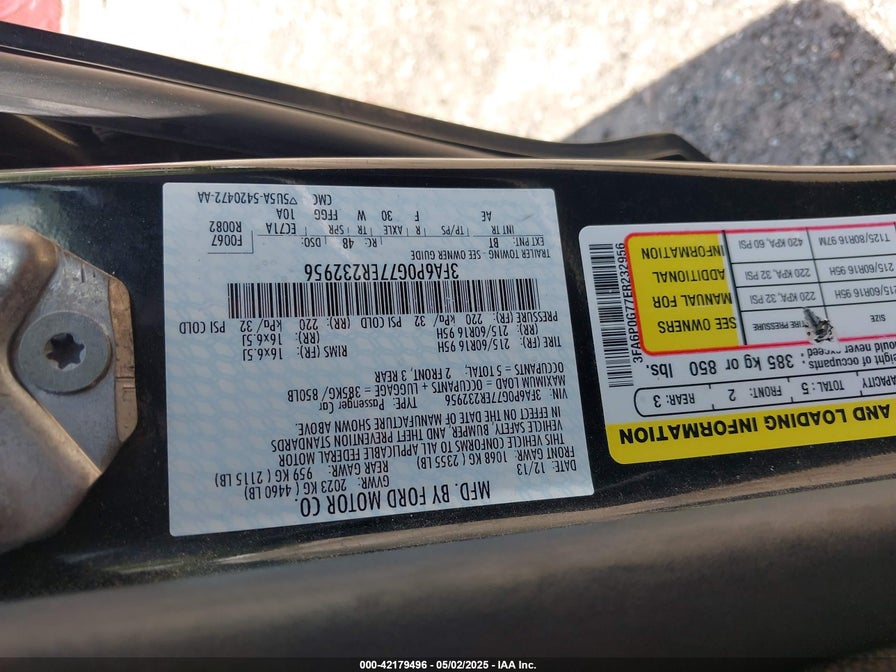 MFD. BY FORD MOTOR CO.
DATE: 12/13 GVWR: 2023 KG ( 4460 LB)
FRONT GAWR: 1068 KG ( 2355 LB) REAR GAWR: 959 KG ( 2115 LB)
THIS VEHICLE CONFORMS TO ALL APPLICABLE FEDERAL MOTOR
VEHICLE SAFETY, BUMPER, AND THEFT PREVENTION STANDARDS
IN EFFECT ON THE DATE OF MANUFACTURE SHOWN ABOVE.
VIN: 3FA6P0G77ER232956 TYPE: Passenger Car
MAXIMUM LOAD = OCCUPANTS + LUGGAGE = 385KG/ 850LB
OCCUPANTS = 5 TOTAL: 2 FRONT, 3 REAR
TIRE RIMS
(FF): 215/60R16 95H 16x6.5J
(RR): 215/60R16 95H 16x6.5J
(FF): 220 kPa/ 32 PSI COLD (RR): 220 kPa/ 32 PSI COLD
3FA6P0G77ER232956
TRAILER TOWING - SEE OWNER GUIDE
EXT PNT: BT RC: 48 DSO: F0067
R0082
INT TR TP/PS R AXLE TR SPR EC71A
AE F 30 W FFGG 10A
CMC
▽5U5A-5420472-AA
AND LOADING INFORMATION
TOTAL: 5 FRONT: 2 REAR: 3
385 kg or 850 lbs.
SIZE TIRE PRESSURE
215/60R16 95H 220 KPA, 32 PSI
215/60R16 95H 220 KPA, 32 PSI
T125/80R16 97M 420 KPA, 60 PSI
SEE OWNERS
MANUAL FOR
ADDITIONAL
INFORMATION
3FA6P0G77ER232956
000-42179496 - 05/02/2025 - IAA Inc.